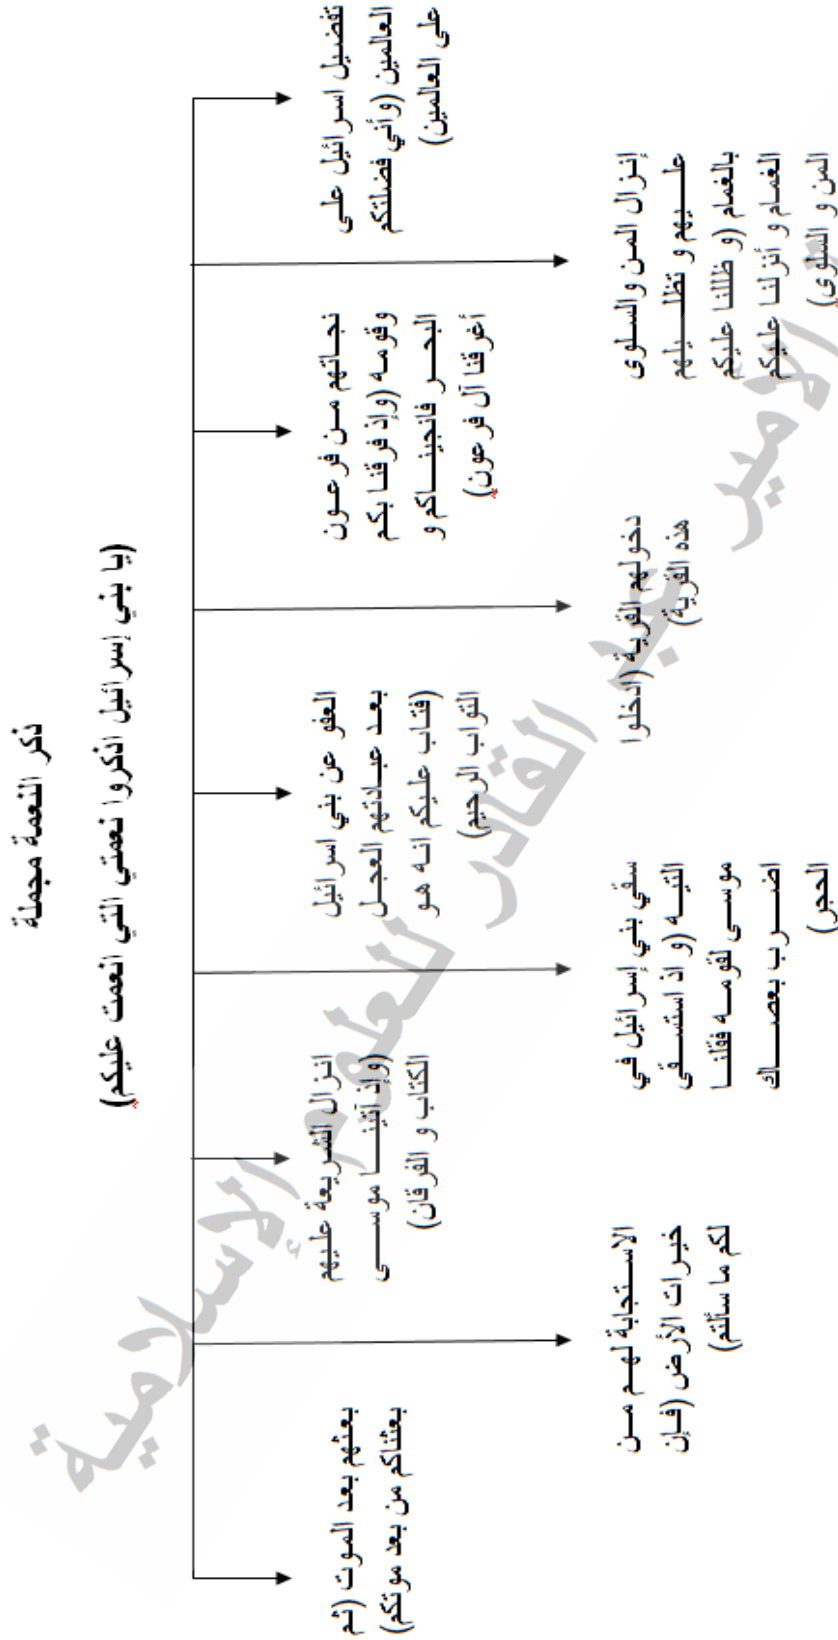 ذكر النعمة مجملة
(يا بني إسرائيل اذكروا نعمتي التي انعمت عليكم)
تفضيل اسرائيل على
العالمين (وأني فضلتكم
على العالمين)
إنزال المن والسلوى
عليهم و تظليلهم
بالغمام (و ظللنا عليكم
الغمام و أنزلنا عليكم
المن و السلوى)
نجاتهم من فرعون
وقومه (وإذ فرقنا بكم
البحر فانجيناكم و
أغرقنا آل فرعون)
دخولهم القرية (ادخلوا
هذه القرية)
العفو عن بني اسرائيل
بعد عبادتهم العجل
(فتاب عليكم انه هو
التواب الرحيم)
سقي بني إسرائيل في
التيه (و اذ استسقى
موسى لقومه فقلنا
اضرب بعصاك
الحجر)
انزال الشريعة عليهم
(وإذ آتينا موسى
الكتاب و الفرقان)
الاستجابة لهم من
خيرات الأرض (فإن
لكم ما سألتم)
بعثهم بعد الموت (ثم
بعثناكم من بعد موتكم)
الأمير عبد القادر للعلوم الإسلامية